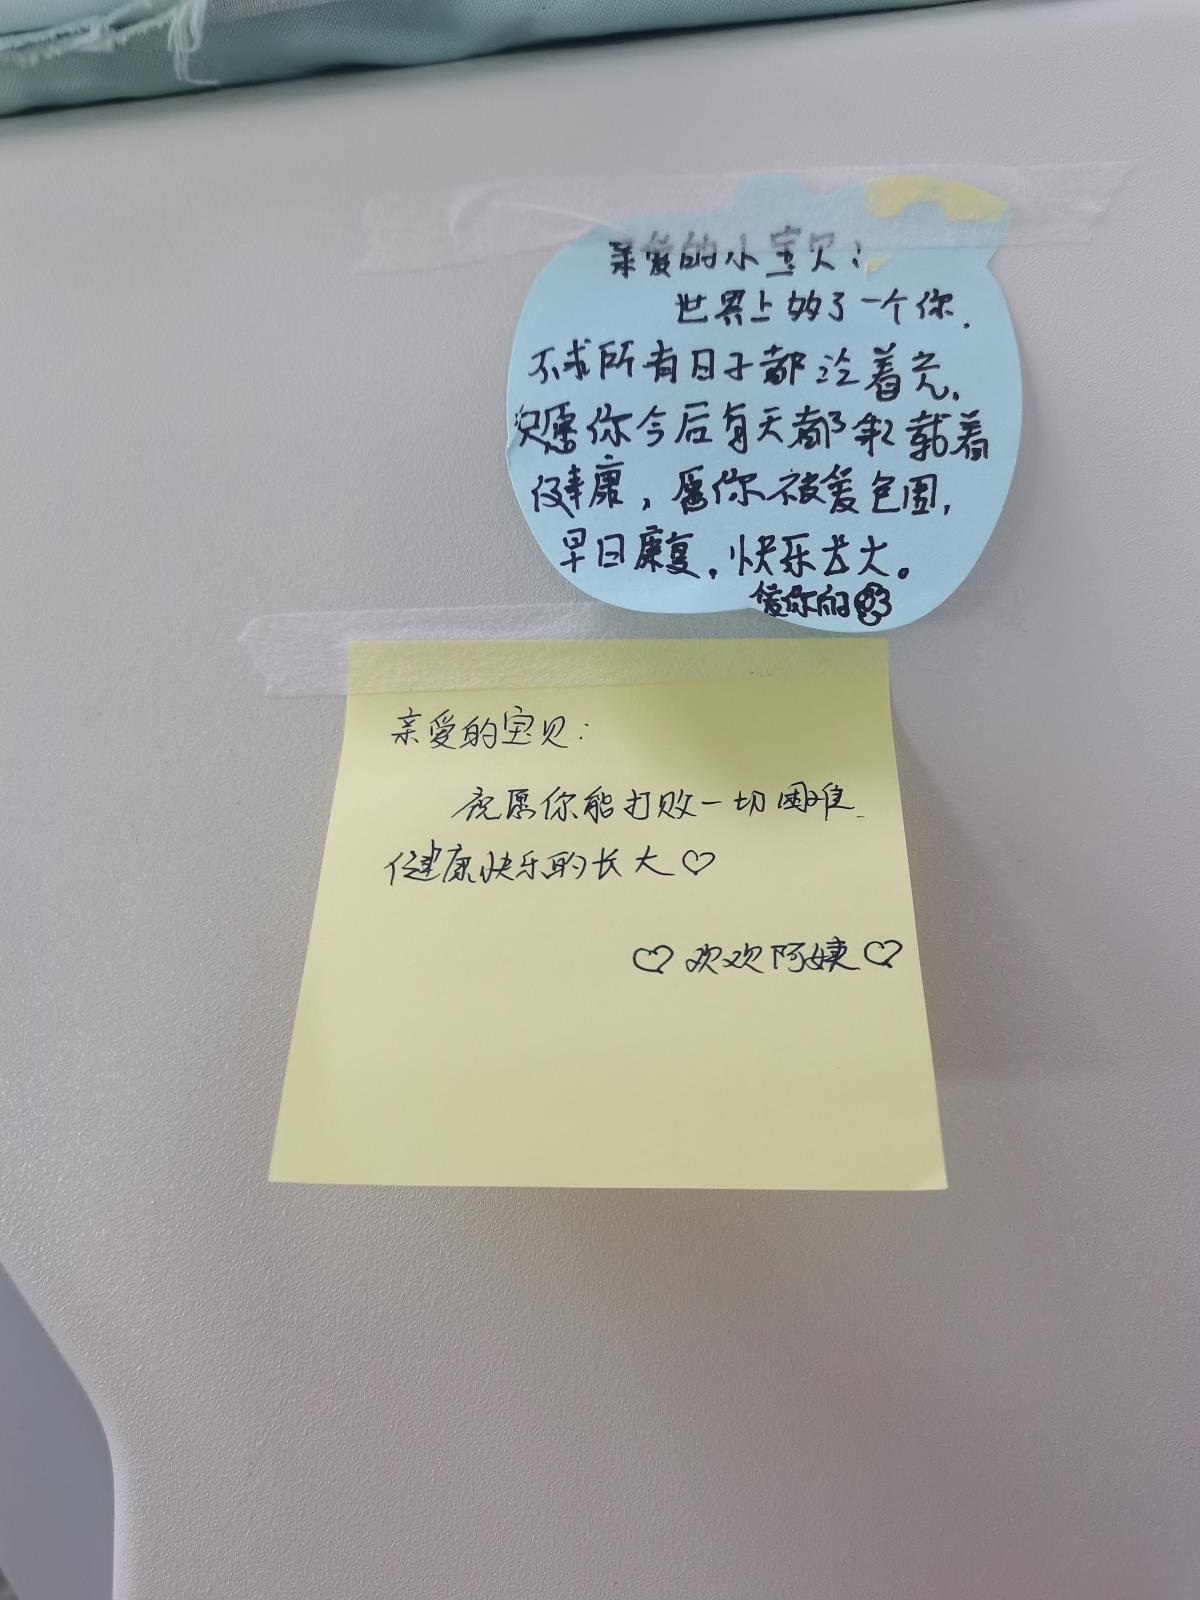 亲爱的小宝贝：
世界上够了一个你，
不求所有日子都泛着光，
只愿你今后每天都承载着
健康，愿你被爱包围，
早日康复，快乐长大。
爱你的
亲爱的宝贝：
祝愿你能打败一切困难
健康快乐的长大♡
♡欢欢阿姨♡